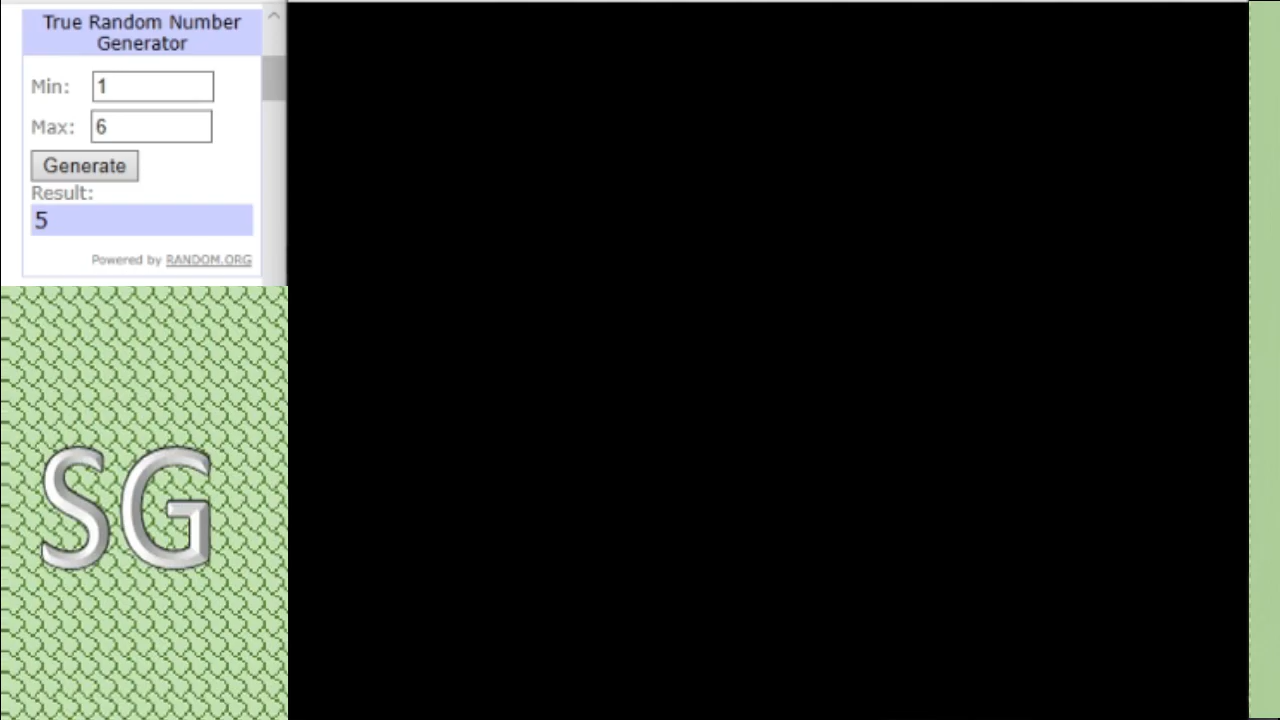 True Random Number
Generator
Min: 1
Max: 6
Generate
Result:
5
Powered by RANDOM.ORG
SG